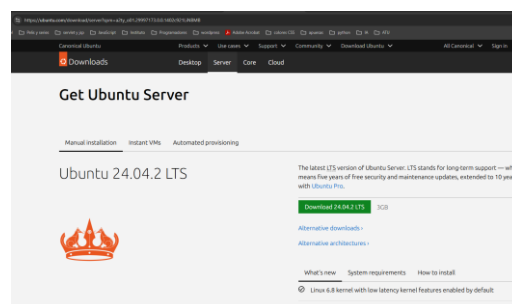 Canonical Ubuntu Products Use cases Support Community Download Ubuntu All Canonical Sign in
Downloads Desktop Server Core Cloud
Get Ubuntu Server
Manual installation Instant VMs Automated provisioning
Ubuntu 24.04.2 LTS
The latest LTS version of Ubuntu Server. LTS stands for long-term support — wh
means five years of free security and maintenance updates, extended to 10 yea
with Ubuntu Pro.
Download 24.04.2 LTS 3GB
Alternative downloads ›
Alternative architectures ›
What's new System requirements How to install
Linux 6.8 kernel with low latency kernel features enabled by default